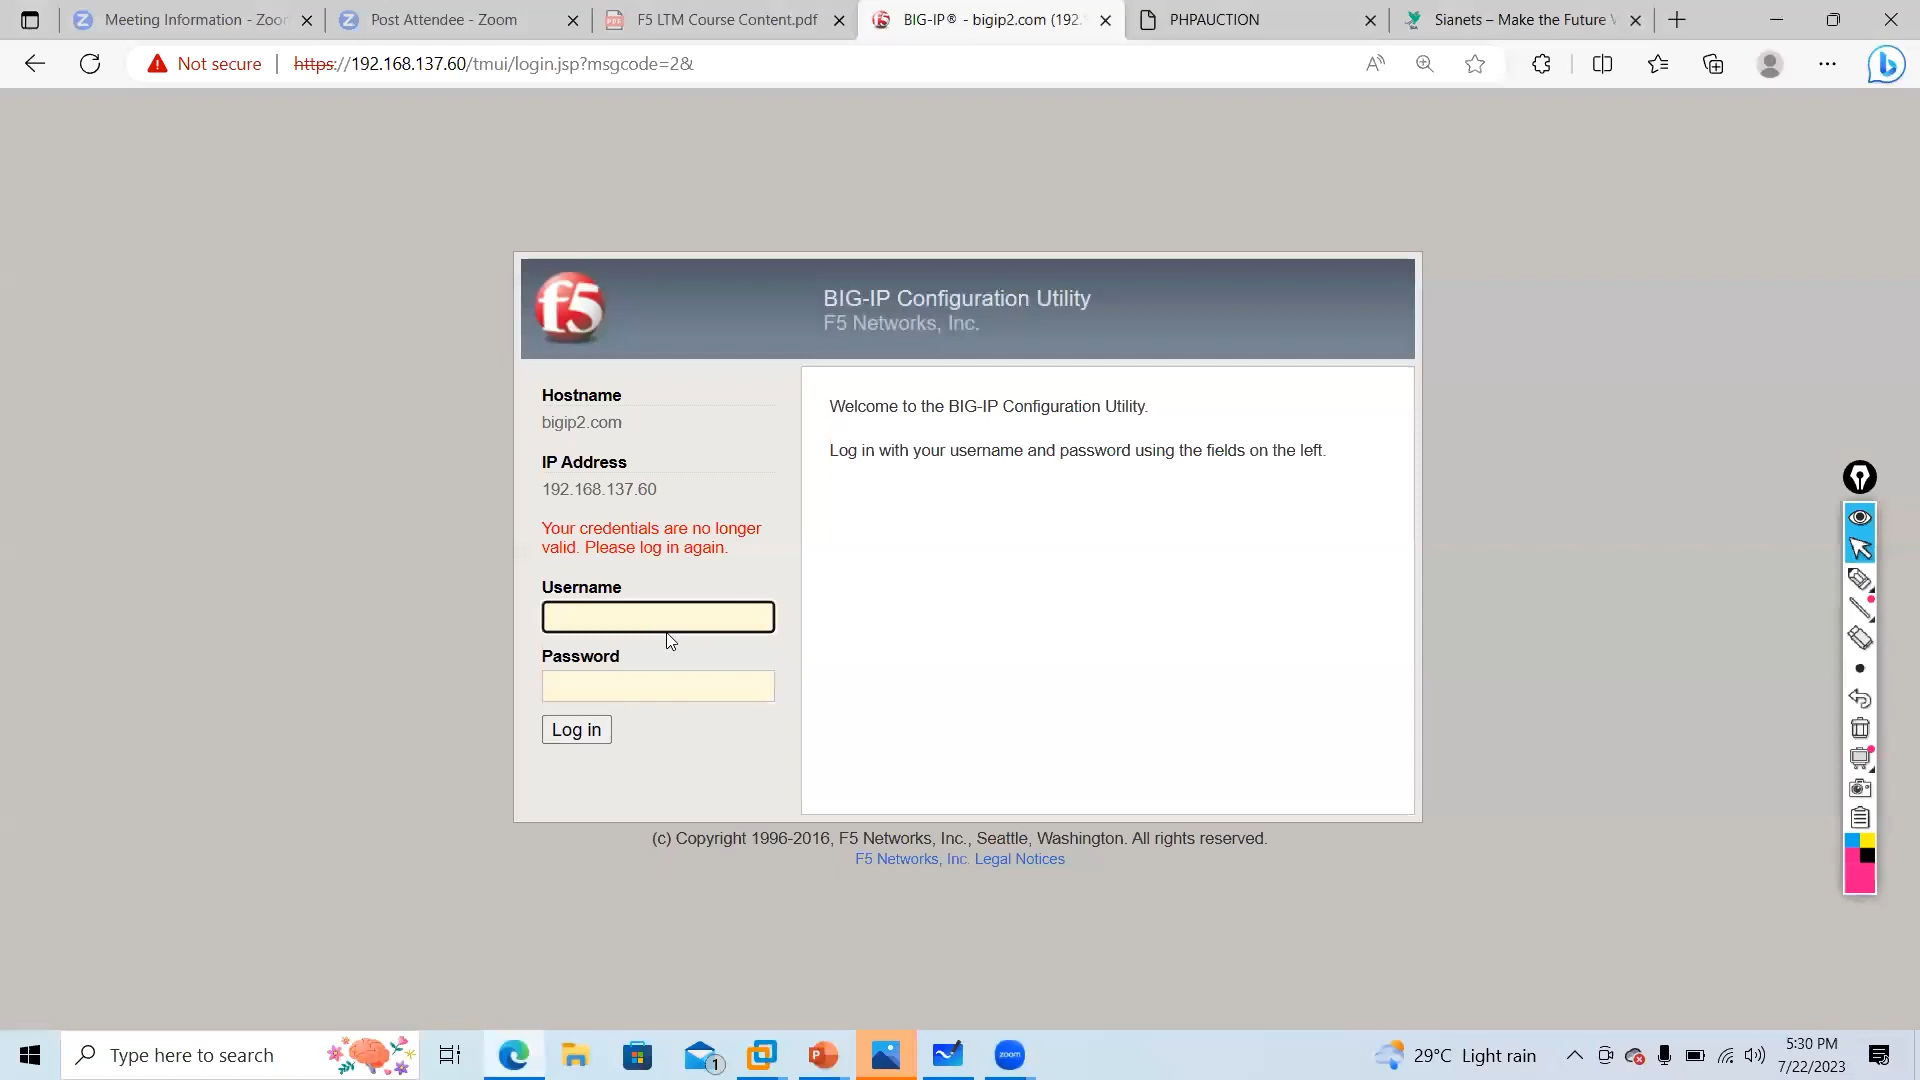 Meeting Information - Zoo
Post Attendee - Zoom
F5 LTM Course Content.pdf
BIG-IP® - bigip2.com (192.
PHPAUCTION
Sianets – Make the Future
Not secure
https://192.168.137.60/tmui/login.jsp?msgcode=2&
f5
BIG-IP Configuration Utility
F5 Networks, Inc.
Hostname
bigip2.com
IP Address
192.168.137.60
Your credentials are no longer
valid. Please log in again.
Username
Password
Log in
Welcome to the BIG-IP Configuration Utility.
Log in with your username and password using the fields on the left.
(c) Copyright 1996-2016, F5 Networks, Inc., Seattle, Washington. All rights reserved.
F5 Networks, Inc. Legal Notices
Type here to search
1
zoom
29°C Light rain
5:30 PM
7/22/2023